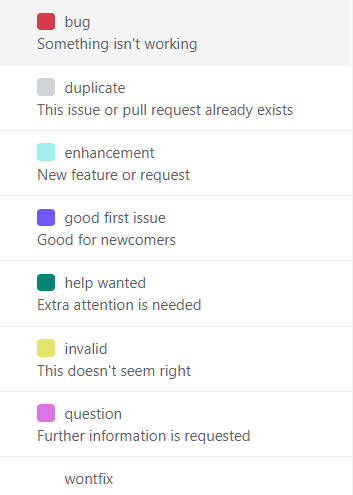 bug
Something isn't working
duplicate
This issue or pull request already exists
enhancement
New feature or request
good first issue
Good for newcomers
help wanted
Extra attention is needed
invalid
This doesn't seem right
question
Further information is requested
wontfix